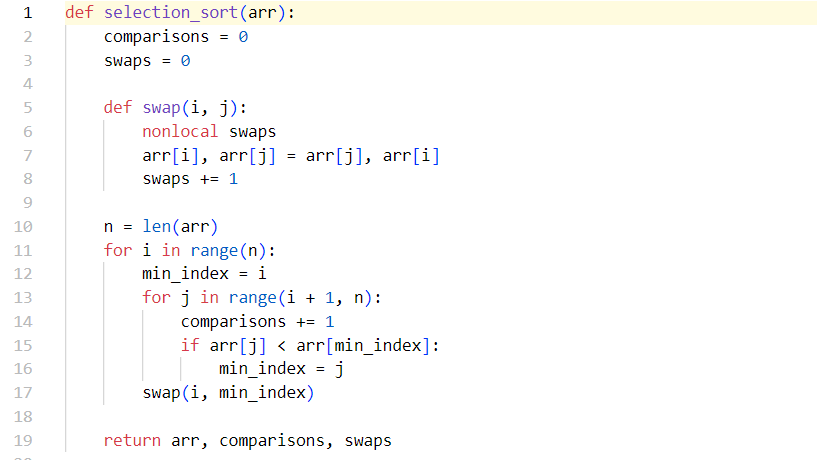 1 def selection_sort(arr):
2     comparisons = 0
3     swaps = 0
4
5     def swap(i, j):
6         nonlocal swaps
7         arr[i], arr[j] = arr[j], arr[i]
8         swaps += 1
9
10     n = len(arr)
11     for i in range(n):
12         min_index = i
13         for j in range(i + 1, n):
14             comparisons += 1
15             if arr[j] < arr[min_index]:
16                 min_index = j
17         swap(i, min_index)
18
19     return arr, comparisons, swaps